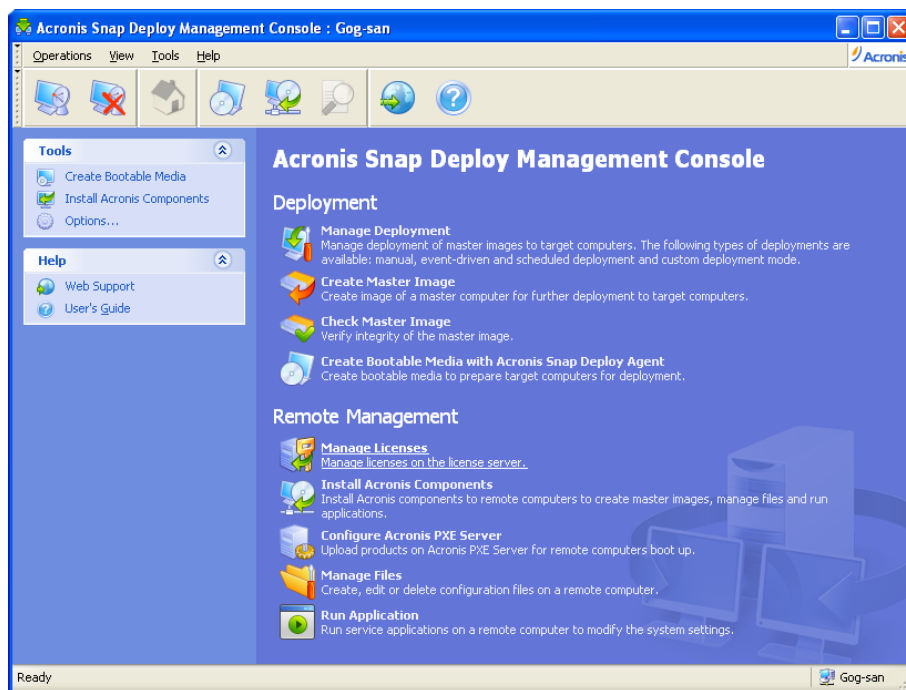 Acronis Snap Deploy Management Console : Gog-san
Operations View Tools Help
Acronis
Tools
Create Bootable Media
Install Acronis Components
Options...
Help
Web Support
User's Guide
Acronis Snap Deploy Management Console
Deployment
Manage Deployment
Manage deployment of master images to target computers. The following types of deployments are
available: manual, event-driven and scheduled deployment and custom deployment mode.
Create Master Image
Create image of a master computer for further deployment to target computers.
Check Master Image
Verify integrity of the master image.
Create Bootable Media with Acronis Snap Deploy Agent
Create bootable media to prepare target computers for deployment.
Remote Management
Manage Licenses
Manage licenses on the license server.
Install Acronis Components
Install Acronis components to remote computers to create master images, manage files and run
applications.
Configure Acronis PXE Server
Upload products on Acronis PXE Server for remote computers boot up.
Manage Files
Create, edit or delete configuration files on a remote computer.
Run Application
Run service applications on a remote computer to modify the system settings.
Ready
Gog-san